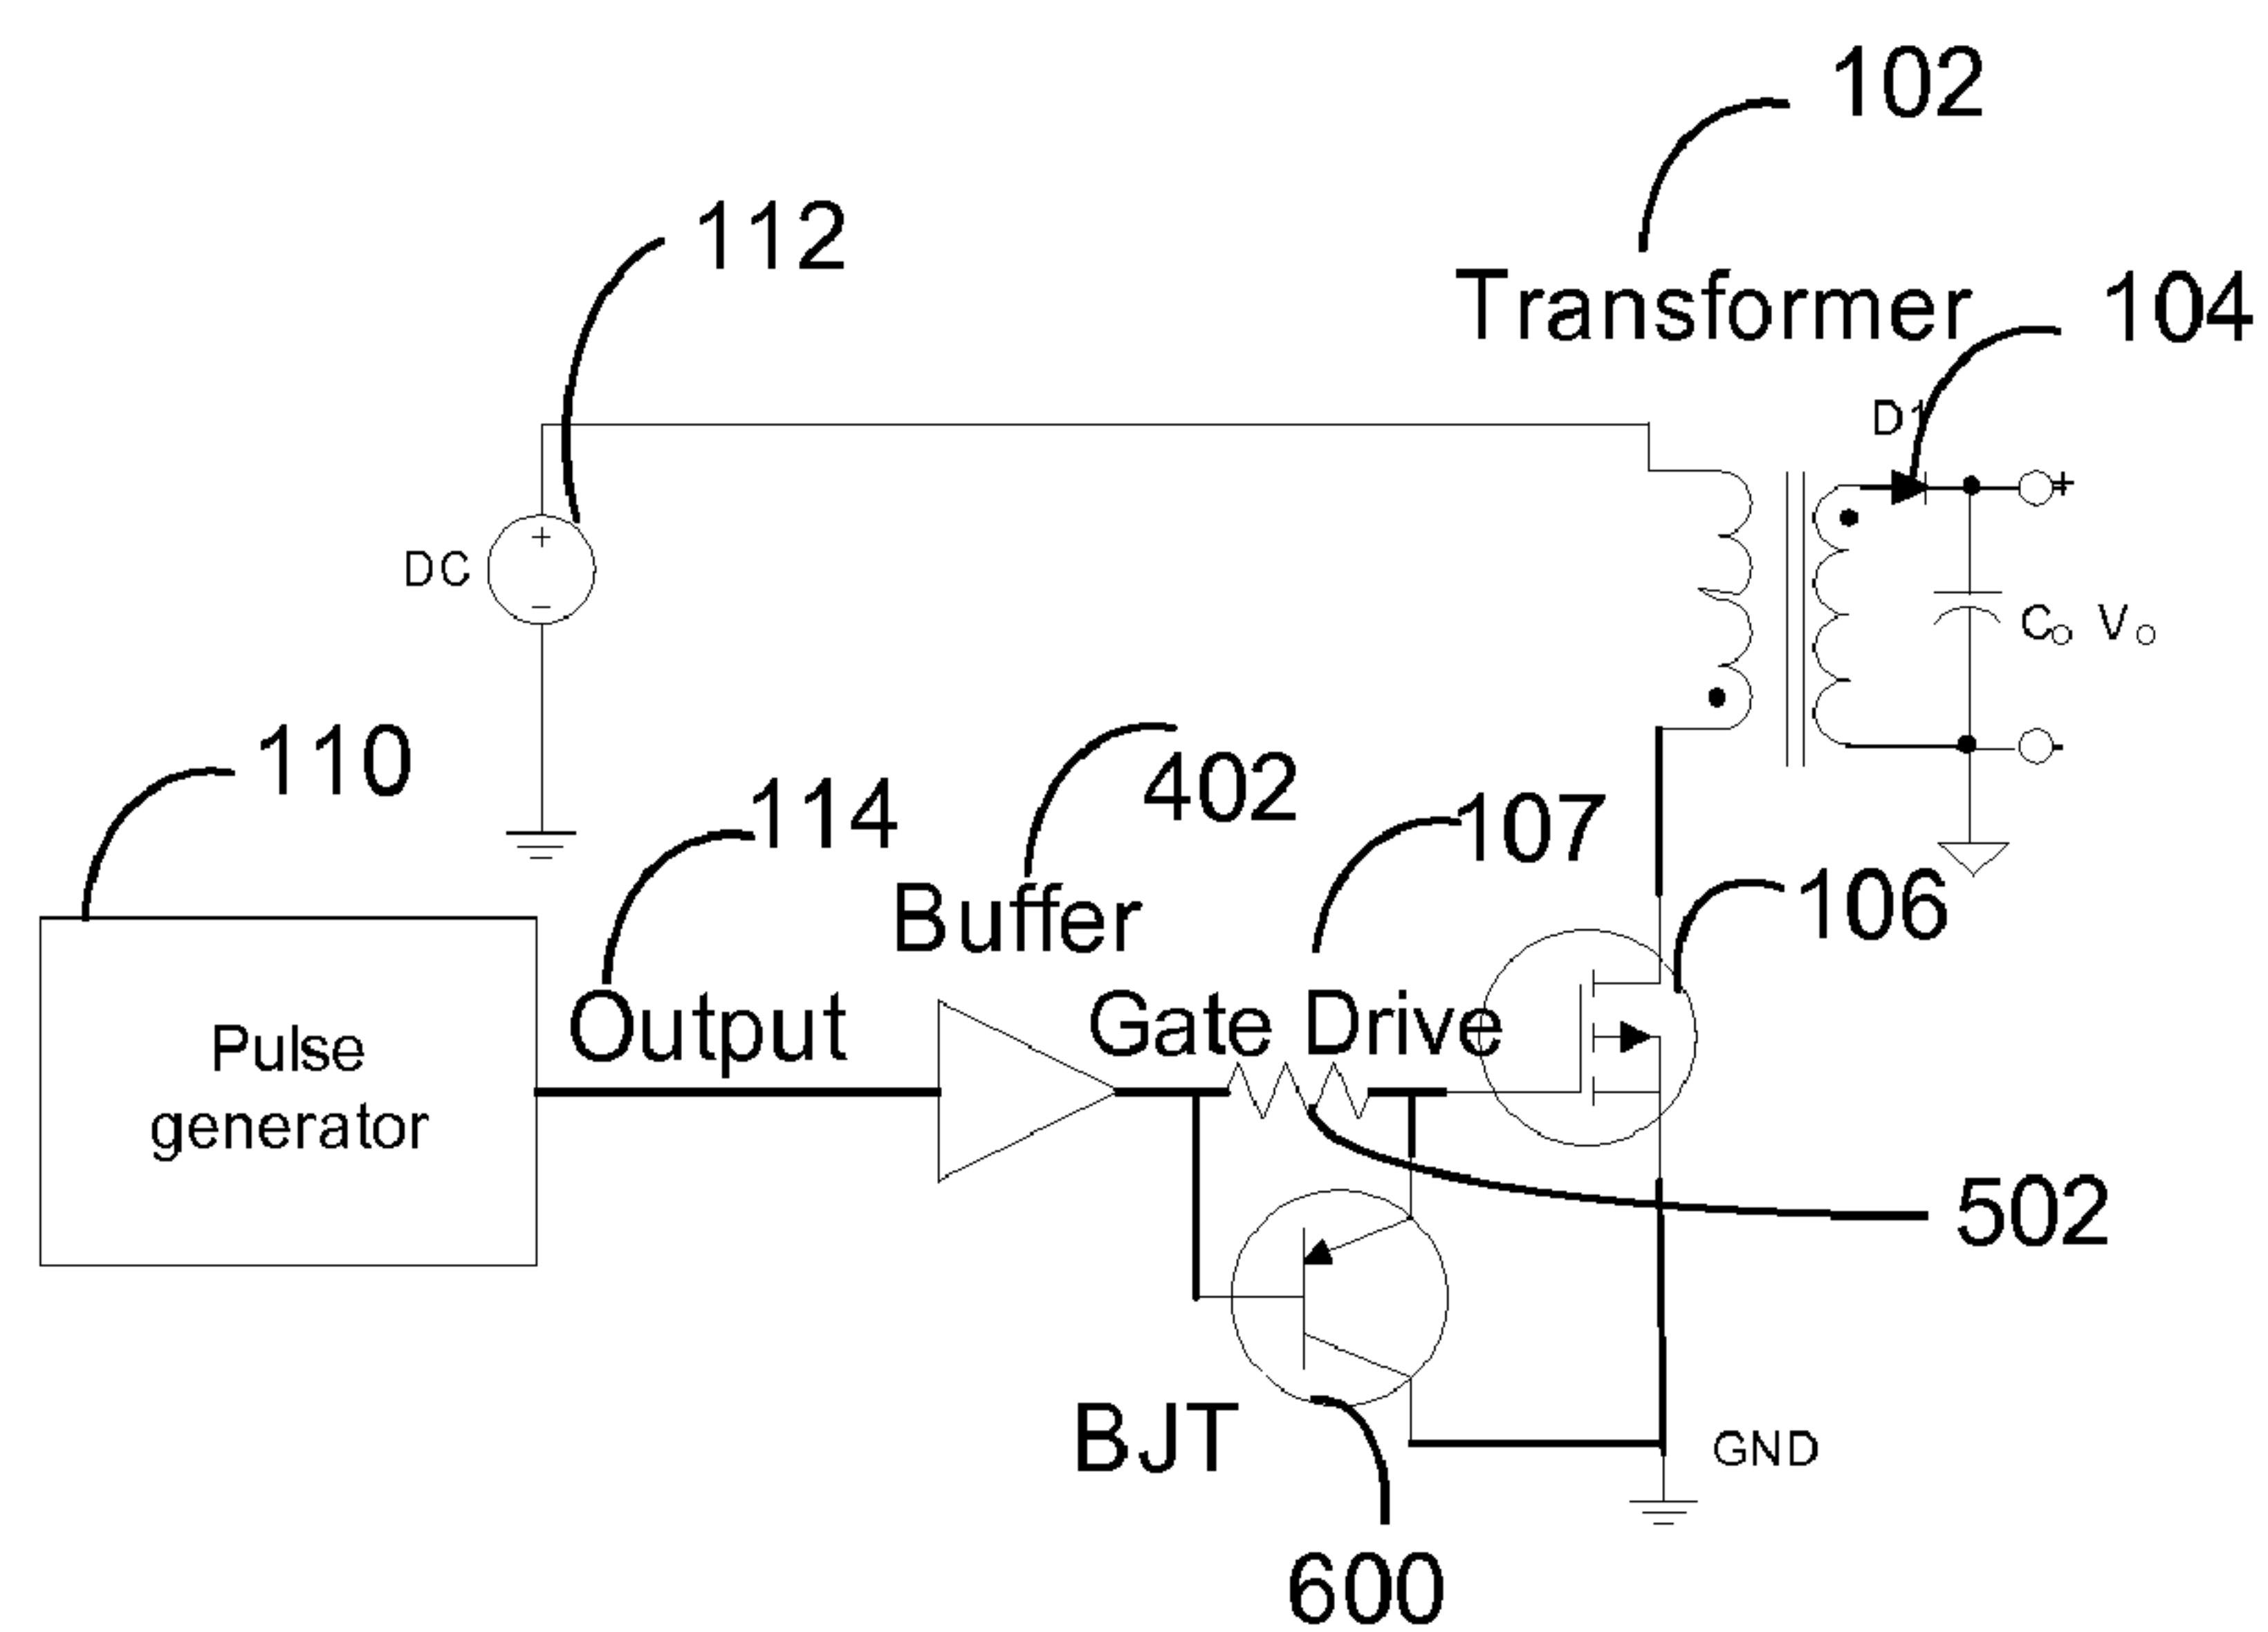 102
112
Transformer
104
D1
+
+
DC
−
Co Vo
110
114
402
107
-
106
Buffer
Output
Gate Drive
Pulse
generator
502
BJT
GND
600